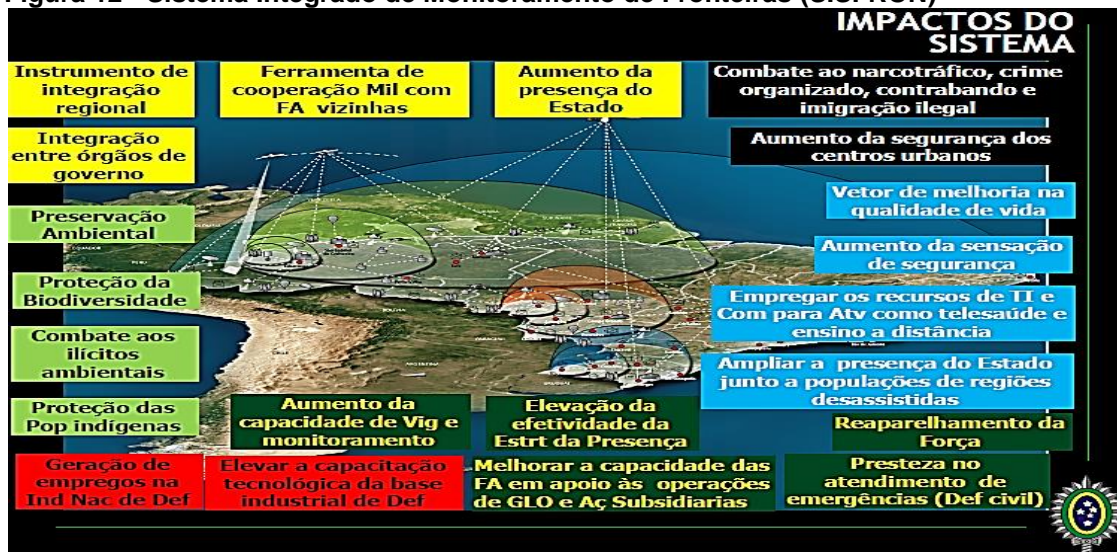 Figura 12 - Sistema Integrado de Monitoramento de Fronteiras (SISFRON)
IMPACTOS DO
SISTEMA
Instrumento de
integração
regional
Ferramenta de
cooperação Mil com
FA vizinhas
Aumento da
presença do
Estado
Combate ao narcotráfico, crime
organizado, contrabando e
imigração ilegal
Integração
entre órgãos de
governo
Aumento da segurança dos
centros urbanos
Preservação
Ambiental
Vetor de melhoria na
qualidade de vida
Aumento da sensação
de segurança
Proteção da
Biodiversidade
Empregar os recursos de TI e
Com para Atv como telesaúde e
ensino a distância
Combate aos
ilícitos
ambientais
Ampliar a presença do Estado
junto a populações de regiões
desassistidas
Proteção das
Pop indígenas
Aumento da
capacidade de Vig e
monitoramento
Elevação da
efetividade da
Estrt da Presença
Reaparelhamento da
Força
Geração de
empregos na
Ind Nac de Def
Elevar a capacitação
tecnológica da base
industrial de Def
Melhorar a capacidade das
FA em apoio às operações
de GLO e Aç Subsidiarias
Presteza no
atendimento de
emergências (Def civil)